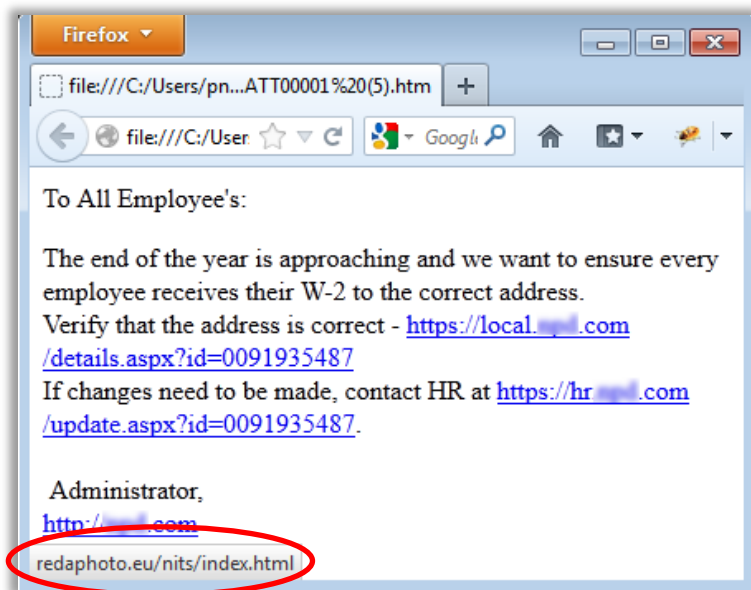 Firefox
file:///C:/Users/pn...ATT00001%20(5).htm +
file:///C:/User
To All Employee's:
The end of the year is approaching and we want to ensure every
employee receives their W-2 to the correct address.
Verify that the address is correct - https://local. .com
/details.aspx?id=0091935487
If changes need to be made, contact HR at https://hr .com
/update.aspx?id=0091935487.
Administrator,
http:// .com
redaphoto.eu/nits/index.html